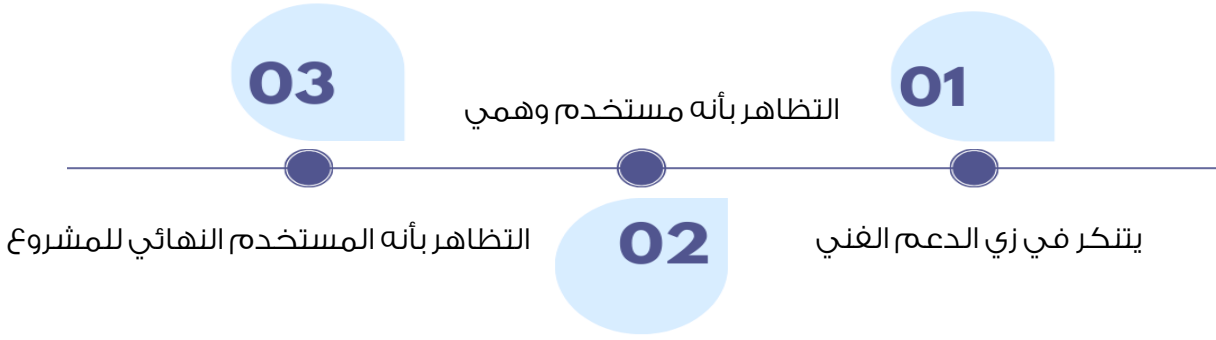 01
يتنكر في زي الدعم الفني
02
التظاهر بأنه مستخدم وهمي
03
التظاهر بأنه المستخدم النهائي للمشروع